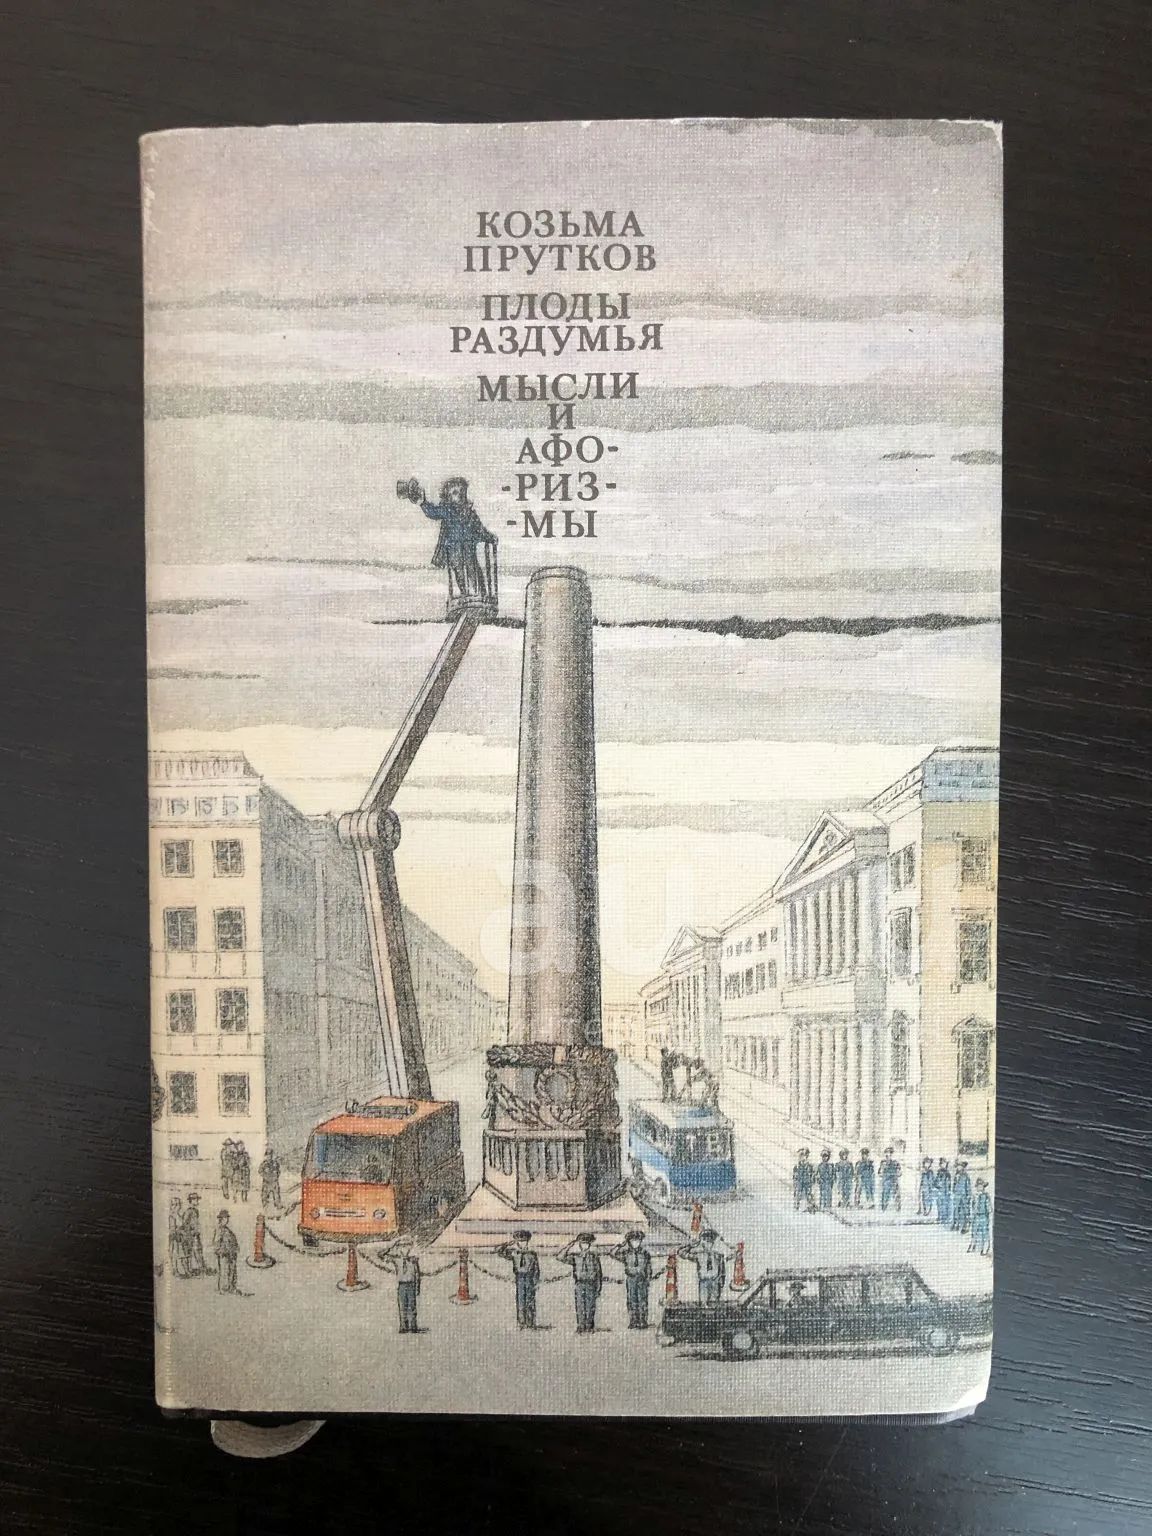 КОЗЬМА
ПРУТКОВ
ПЛОДЫ
РАЗДУМЬЯ
МЫСЛИ
И
АФО-
-РИЗ-
-МЫ